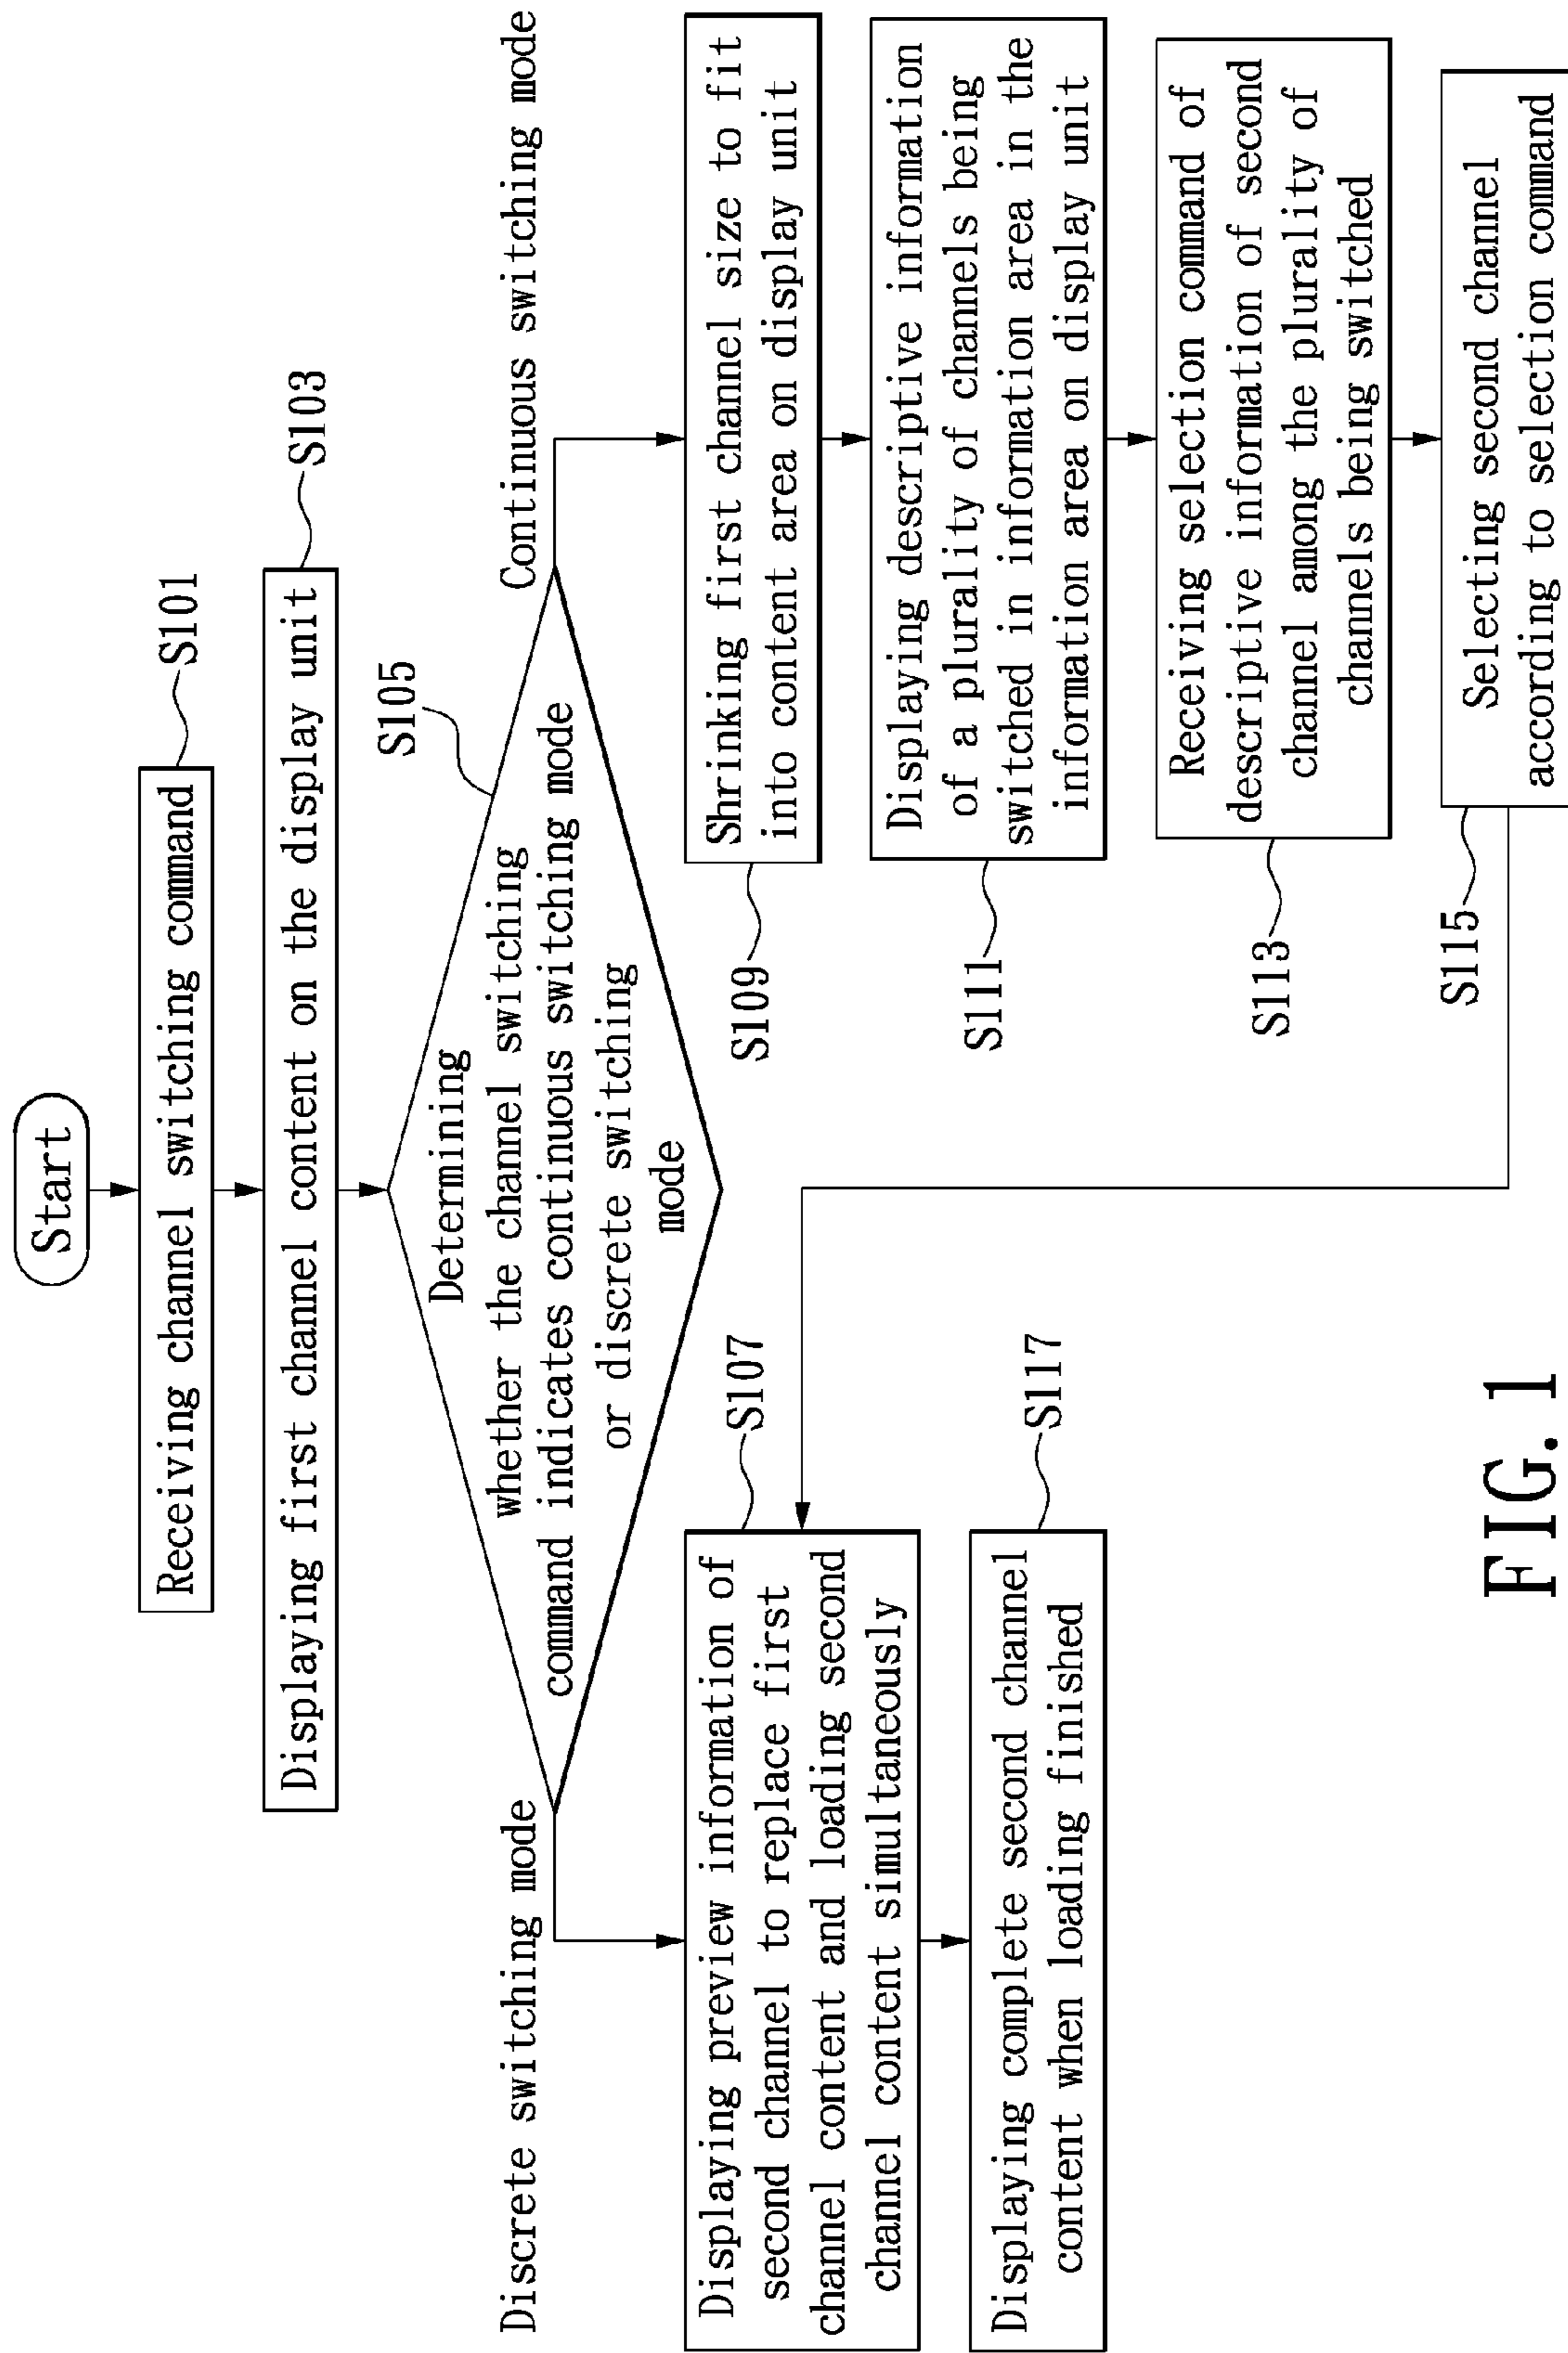 Start
Receiving channel switching command
S101
Displaying first channel content on the display unit
S103
Determining
whether the channel switching
command indicates continuous switching mode
or discrete switching
mode
S105
Discrete switching mode
Continuous switching mode
Displaying preview information of
second channel to replace first
channel content and loading second
channel content simultaneously
S107
Displaying complete second channel
content when loading finished
S117
Shrinking first channel size to fit
into content area on display unit
S109
Displaying descriptive information
of a plurality of channels being
switched in information area in the
information area on display unit
S111
Receiving selection command of
descriptive information of second
channel among the plurality of
channels being switched
S113
Selecting second channel
according to selection command
S115
FIG. 1